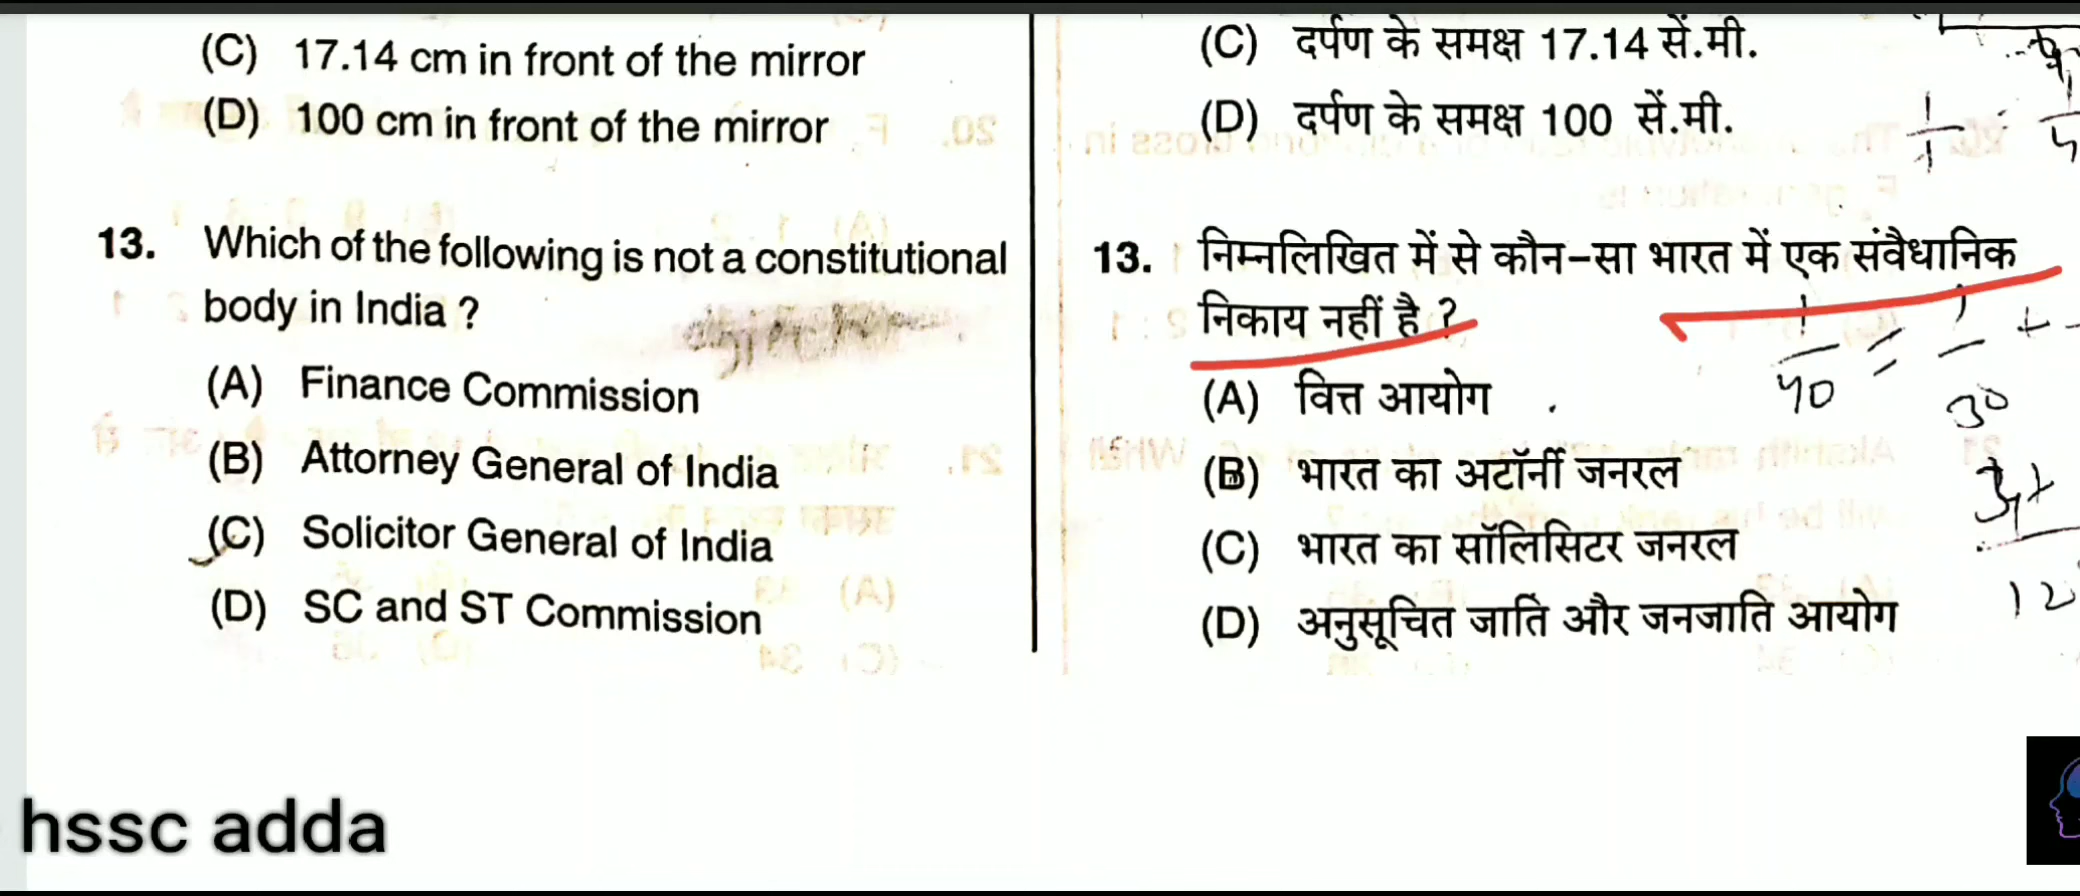 (C) 17.14 cm in front of the mirror
(D) 100 cm in front of the mirror
13. Which of the following is not a constitutional
body in India ?
(A) Finance Commission
(B) Attorney General of India
(C) Solicitor General of India
(D) SC and ST Commission
(C) दर्पण के समक्ष 17.14 सें.मी.
(D) दर्पण के समक्ष 100 सें.मी.
13. निम्नलिखित में से कौन-सा भारत में एक संवैधानिक
निकाय नहीं है ?
(A) वित्त आयोग
(B) भारत का अटॉर्नी जनरल
(C) भारत का सॉलिसिटर जनरल
(D) अनुसूचित जाति और जनजाति आयोग
40
30
12
hssc adda